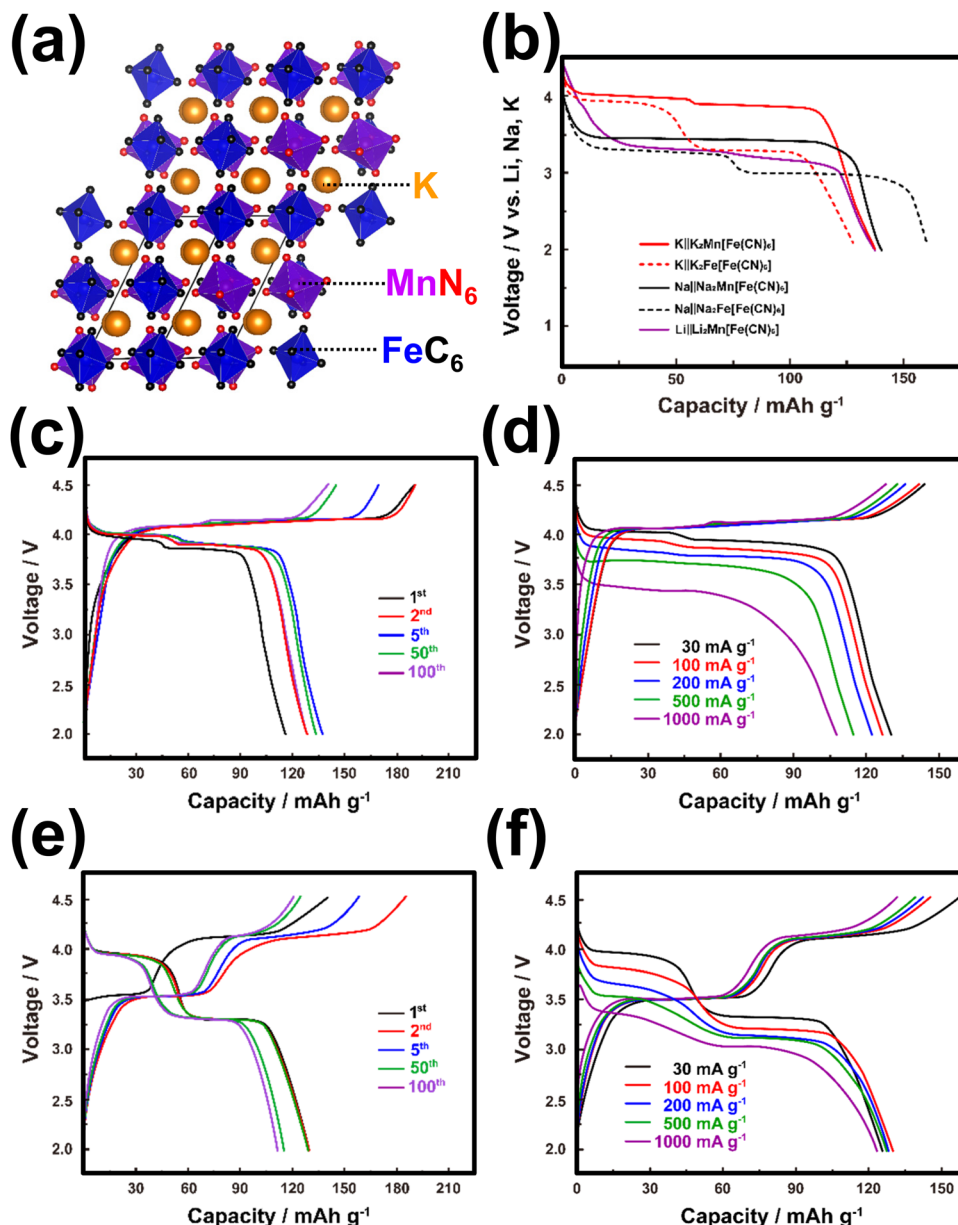 (a)
K
MnN₆
FeC₆
(b)
Voltage / V vs. Li, Na, K
4
3
2
1
K||K₂Mn[Fe(CN)₆]
K||K₂Fe[Fe(CN)₆]
Na||Na₂Mn[Fe(CN)₆]
Na||Na₂Fe[Fe(CN)₆]
Li||Li₂Mn[Fe(CN)₆]
0 50 100 150
Capacity / mAh g⁻¹
(c)
Voltage / V
4.5
4.0
3.5
3.0
2.5
2.0
1ˢᵗ
2ⁿᵈ
5ᵗʰ
50ᵗʰ
100ᵗʰ
30 60 90 120 150 180 210
Capacity / mAh g⁻¹
(d)
Voltage / V
4.5
4.0
3.5
3.0
2.5
2.0
30 mA g⁻¹
100 mA g⁻¹
200 mA g⁻¹
500 mA g⁻¹
1000 mA g⁻¹
0 30 60 90 120 150
Capacity / mAh g⁻¹
(e)
Voltage / V
4.5
4.0
3.5
3.0
2.5
2.0
1ˢᵗ
2ⁿᵈ
5ᵗʰ
50ᵗʰ
100ᵗʰ
30 60 90 120 150 180 210
Capacity / mAh g⁻¹
(f)
Voltage / V
4.5
4.0
3.5
3.0
2.5
2.0
30 mA g⁻¹
100 mA g⁻¹
200 mA g⁻¹
500 mA g⁻¹
1000 mA g⁻¹
0 30 60 90 120 150
Capacity / mAh g⁻¹